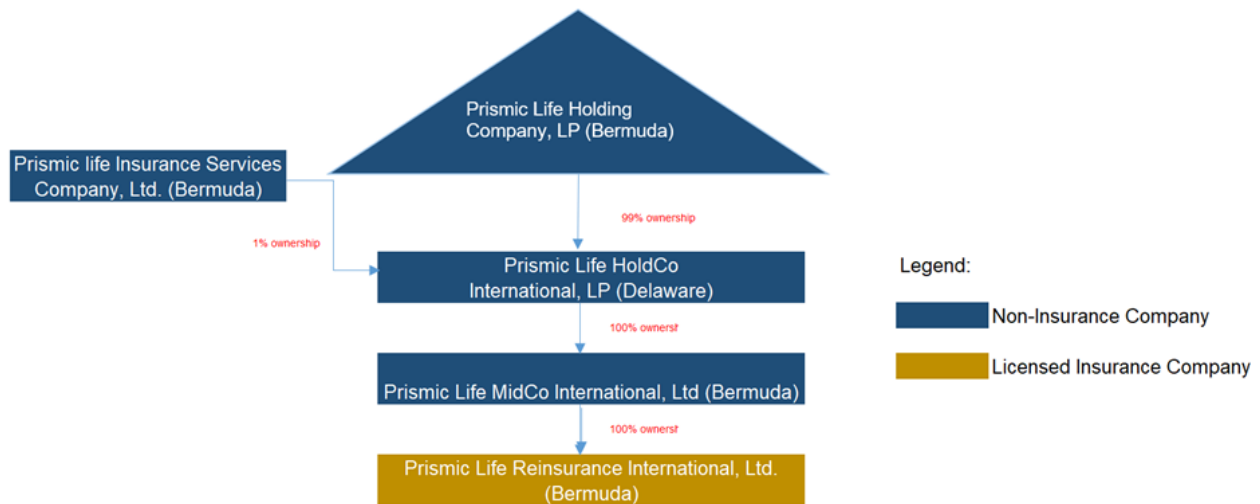 Prismic Life Holding
Company, LP (Bermuda)
Prismic life Insurance Services
Company, Ltd. (Bermuda)
99% ownership
1% ownership
Prismic Life HoldCo
International, LP (Delaware)
Legend:
Non-Insurance Company
100% ownerst
Licensed Insurance Company
Prismic Life MidCo International, Ltd (Bermuda)
100% ownerst
Prismic Life Reinsurance International, Ltd.
(Bermuda)